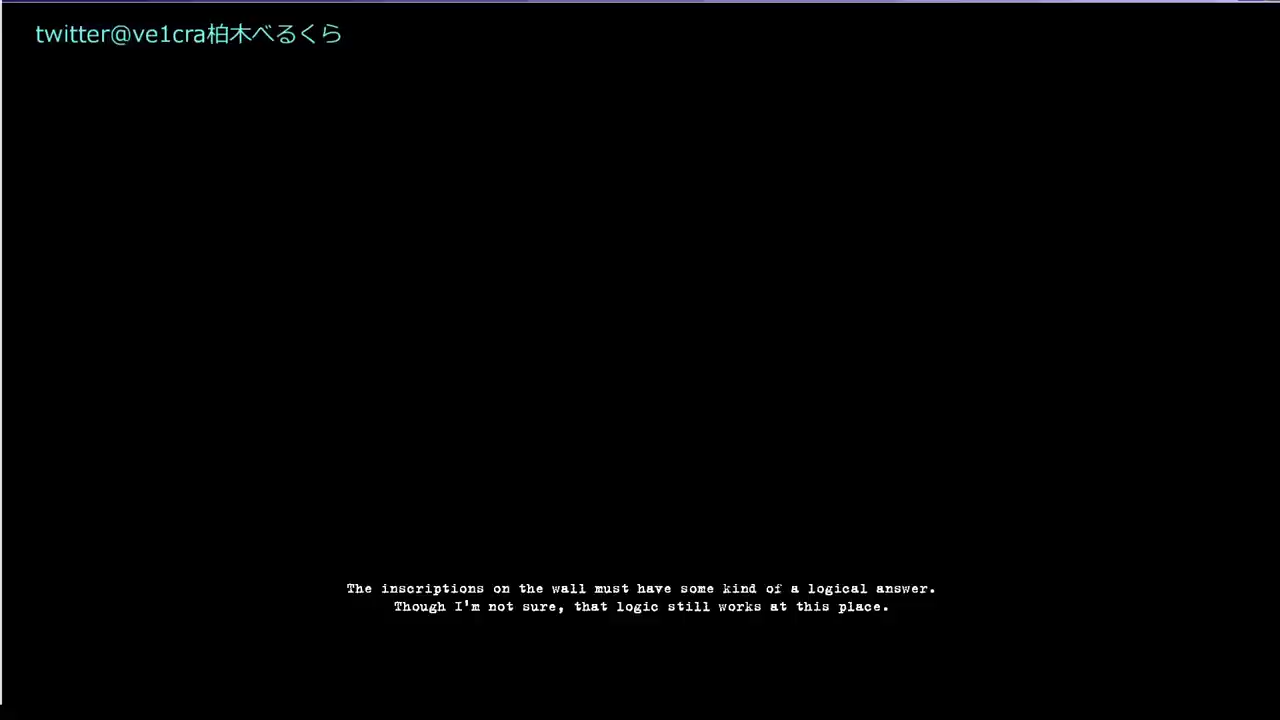 twitter@ve1cra柏木べるくら
The inscriptions on the wall must have some kind of a logical answer.
Though I'm not sure, that logic still works at this place.